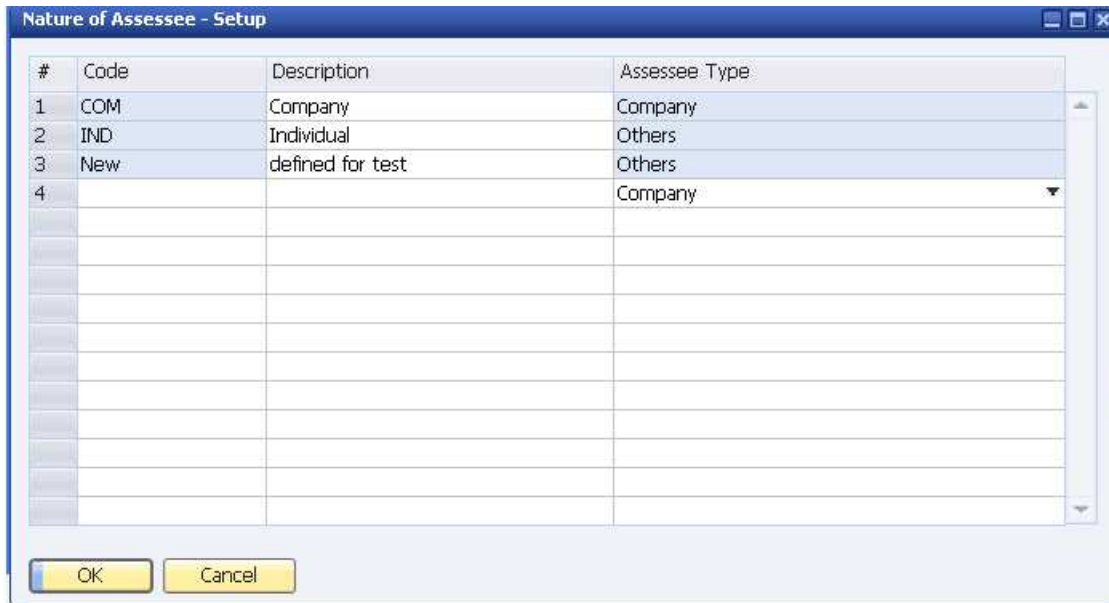 Nature of Assessee - Setup
# Code Description Assessee Type
1 COM Company Company
2 IND Individual Others
3 New defined for test Others
4 Company
OK Cancel